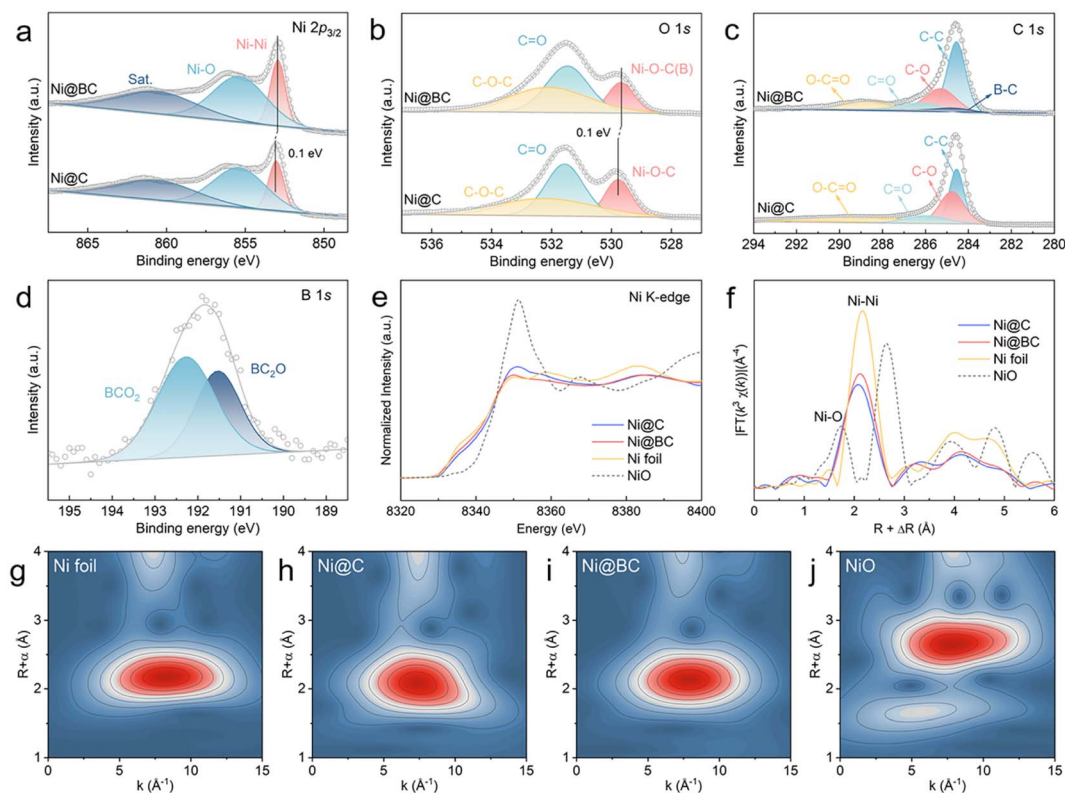 a
Ni 2p3/2
Ni-Ni
Ni-O
Sat.
Ni@BC
0.1 eV
Ni@C
Intensity (a.u.)
865 860 855 850
Binding energy (eV)
b
O 1s
C=O
Ni-O-C(B)
C-O-C
Ni@BC
0.1 eV
C=O
Ni-O-C
C-O-C
Ni@C
Intensity (a.u.)
537 534 531 528
Binding energy (eV)
c
C 1s
C-C
C-O
O-C=O
C=O
B-C
Ni@BC
C-C
C-O
O-C=O
C=O
Ni@C
Intensity (a.u.)
294 292 290 288 286 284 282 280
Binding energy (eV)
d
B 1s
BC2O
BCO2
Intensity (a.u.)
195 194 193 192 191 190 189
Binding energy (eV)
e
Ni K-edge
Ni@C
Ni@BC
Ni foil
NiO
Normalized Intensity (a.u.)
8320 8340 8360 8380 8400
Energy (eV)
f
Ni-Ni
Ni@C
Ni@BC
Ni foil
NiO
Ni-O
|FT(k³ χ(k))|(Å⁻⁴)
0 1 2 3 4 5 6
R + ΔR (Å)
g
Ni foil
4
3
2
1
R+α (Å)
0 5 10 15
k (Å⁻¹)
h
Ni@C
4
3
2
1
R+α (Å)
0 5 10 15
k (Å⁻¹)
i
Ni@BC
4
3
2
1
R+α (Å)
0 5 10 15
k (Å⁻¹)
j
NiO
4
3
2
1
R+α (Å)
0 5 10 15
k (Å⁻¹)